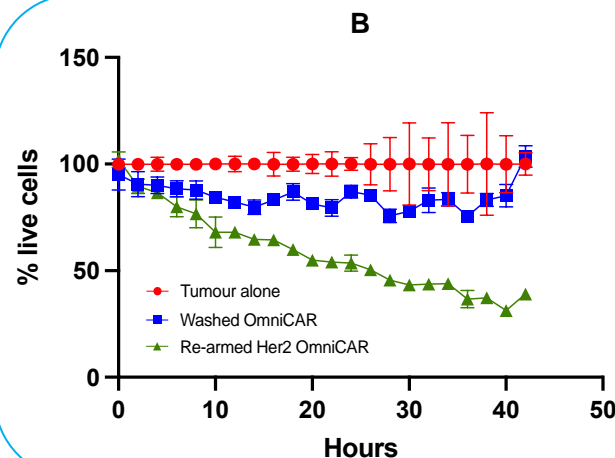 B
150
100
50
0
% live cells
Tumour alone
Washed OmniCAR
Re-armed Her2 OmniCAR
0 10 20 30 40 50
Hours